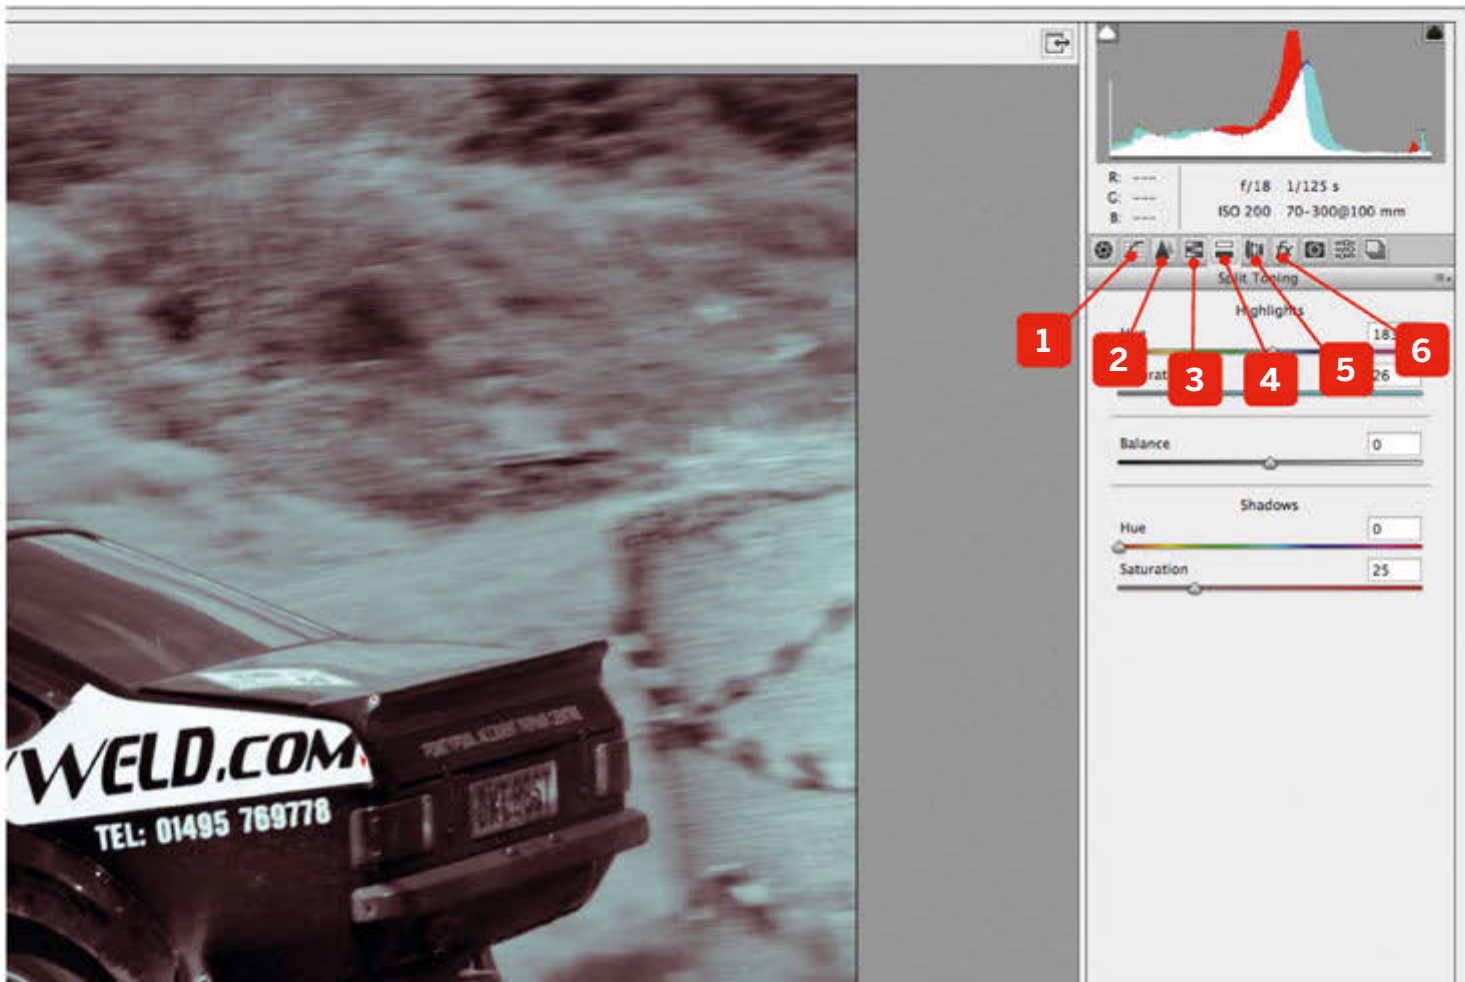 R: ---
G: ---
B: ---
f/18 1/125 s
ISO 200 70-300@100 mm
Split Toning
Highlights
1
2
3
4
5
6
26
Balance
0
Shadows
Hue
0
Saturation
25
WELD.COM
TEL: 01495 769778